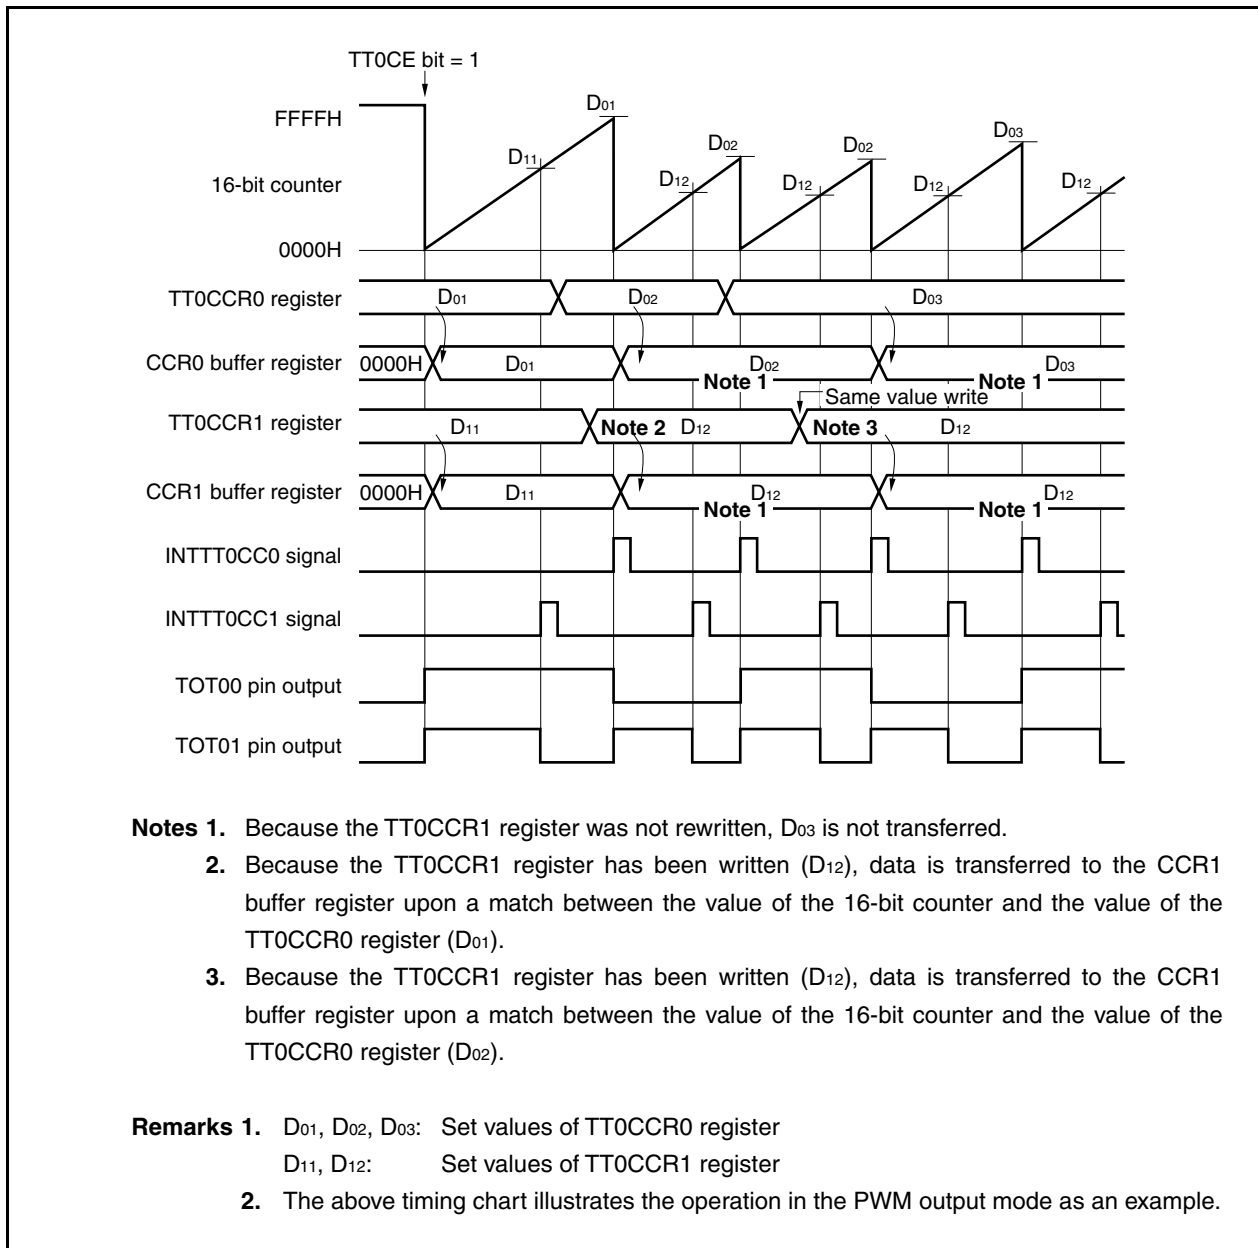 TT0CE bit = 1
FFFFH
D01
D11
D02
D02
D03
16-bit counter
D12
D12
D12
D12
0000H
TT0CCR0 register
D01
D02
D03
CCR0 buffer register
0000H
D01
D02
D03
Note 1
Note 1
Same value write
TT0CCR1 register
D11
Note 2
D12
Note 3
D12
CCR1 buffer register
0000H
D11
D12
D12
Note 1
Note 1
INTTT0CC0 signal
INTTT0CC1 signal
TOT00 pin output
TOT01 pin output
Notes 1. Because the TT0CCR1 register was not rewritten, D03 is not transferred.
2. Because the TT0CCR1 register has been written (D12), data is transferred to the CCR1
buffer register upon a match between the value of the 16-bit counter and the value of the
TT0CCR0 register (D01).
3. Because the TT0CCR1 register has been written (D12), data is transferred to the CCR1
buffer register upon a match between the value of the 16-bit counter and the value of the
TT0CCR0 register (D02).
Remarks 1. D01, D02, D03: Set values of TT0CCR0 register
D11, D12: Set values of TT0CCR1 register
2. The above timing chart illustrates the operation in the PWM output mode as an example.